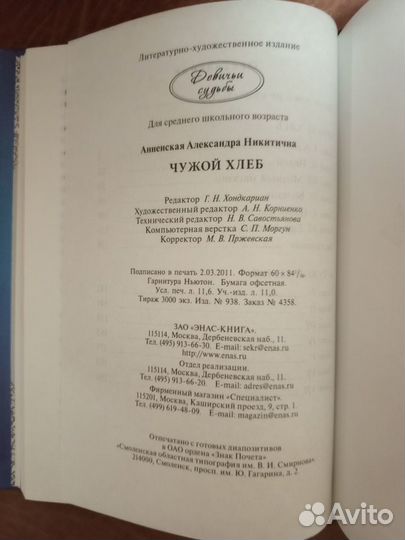 Литературно-художественное издание
Девичьи
судьбы
Для среднего школьного возраста
Анненская Александра Никитична
ЧУЖОЙ ХЛЕБ
Редактор Г. Н. Хондкариан
Художественный редактор А. Н. Корниенко
Технический редактор Н. В. Савостьянова
Компьютерная верстка С. П. Моргун
Корректор М. В. Пржевская
Подписано в печать 2.03.2011. Формат 60 × 84 1/16.
Гарнитура Ньютон. Бумага офсетная.
Усл. печ. л. 11,6. Уч.-изд. л. 11,0.
Тираж 3000 экз. Изд. № 938. Заказ № 4358.
ЗАО «ЭНАС-КНИГА».
115114, Москва, Дербеневская наб., 11.
Тел. (495) 913-66-30. E-mail: sekr@enas.ru
http://www.enas.ru
Отдел реализации.
115114, Москва, Дербеневская наб., 11.
Тел. (495) 913-66-20. E-mail: adres@enas.ru
Фирменный магазин «Специалист».
115201, Москва, Каширский проезд, 9, стр. 1.
Тел. (499) 619-48-09. E-mail: magazin@enas.ru
Отпечатано с готовых диапозитивов
в ОАО ордена «Знак Почета»
«Смоленская областная типография им. В. И. Смирнова».
214000, Смоленск, просп. им. Ю. Гагарина, д. 2.
Avito